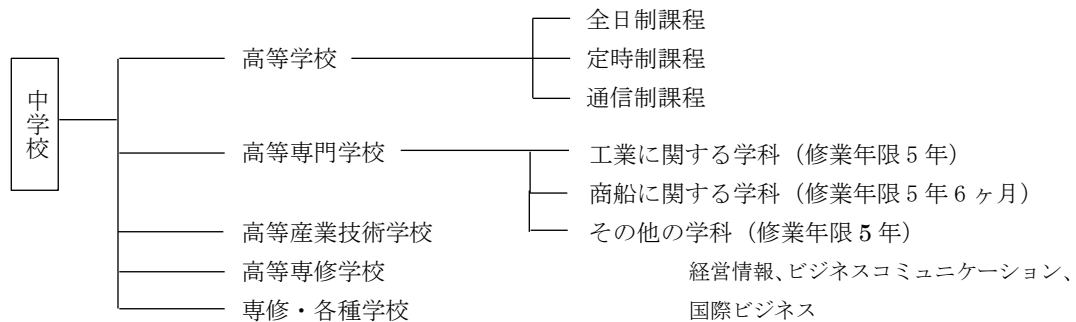 中学校
高等学校
全日制課程
定時制課程
通信制課程
高等専門学校
工業に関する学科(修業年限5年)
商船に関する学科(修業年限5年6ヶ月)
その他の学科(修業年限5年)
経営情報、ビジネスコミュニケーション、
国際ビジネス
高等産業技術学校
高等専修学校
専修・各種学校